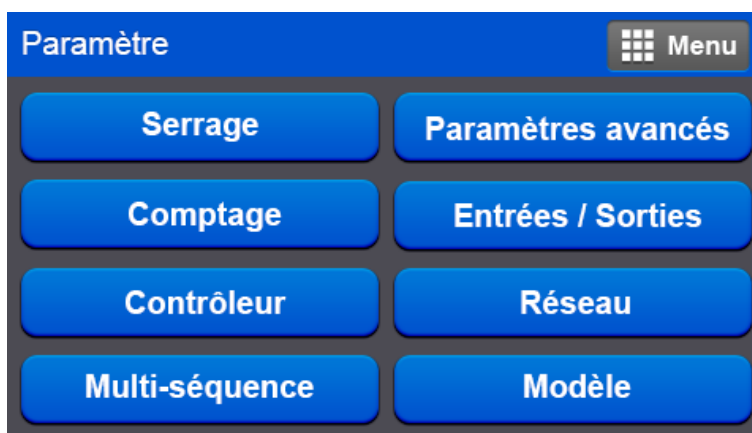 Paramètre
Menu
Serrage
Paramètres avancés
Comptage
Entrées / Sorties
Contrôleur
Réseau
Multi-séquence
Modèle